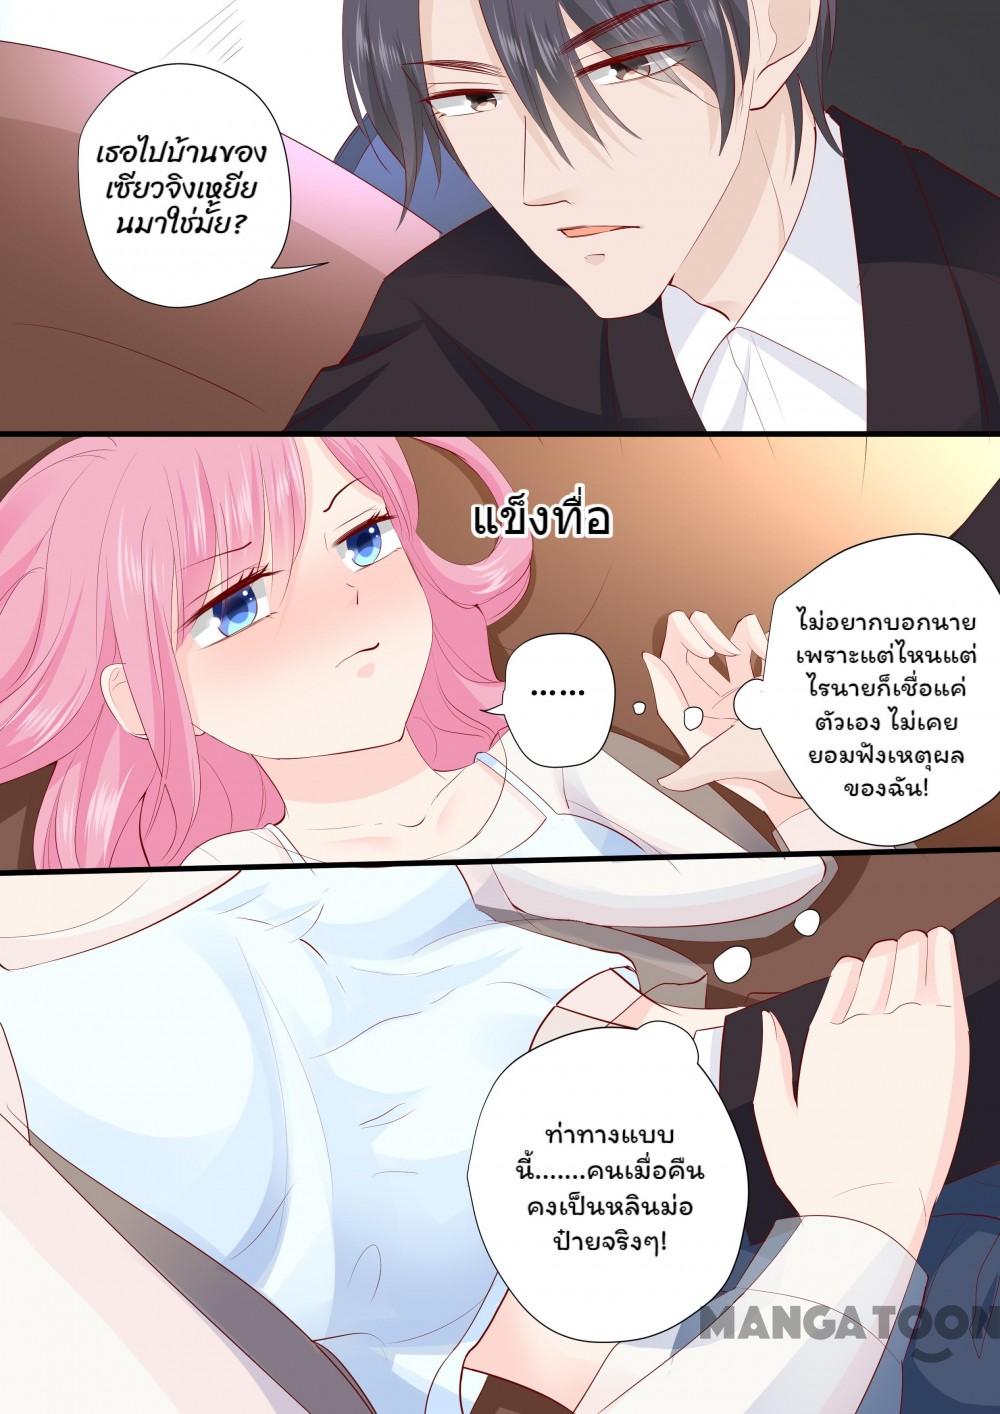 เธอไปบ้านของ
เซียวจิงเหยีย
นมาใช่มั้ย?
แข็งทื่อ
......
ไม่อยากบอกนาย
เพราะแต่ไหนแต่
ไรนายก็เชื่อแค่
ตัวเอง ไม่เคย
ยอมฟังเหตุผล
ของฉัน!
ท่าทางแบบ
นี้.......คนเมื่อคืน
คงเป็นหลินม่อ
ป๋ายจริงๆ!
MANGATOON